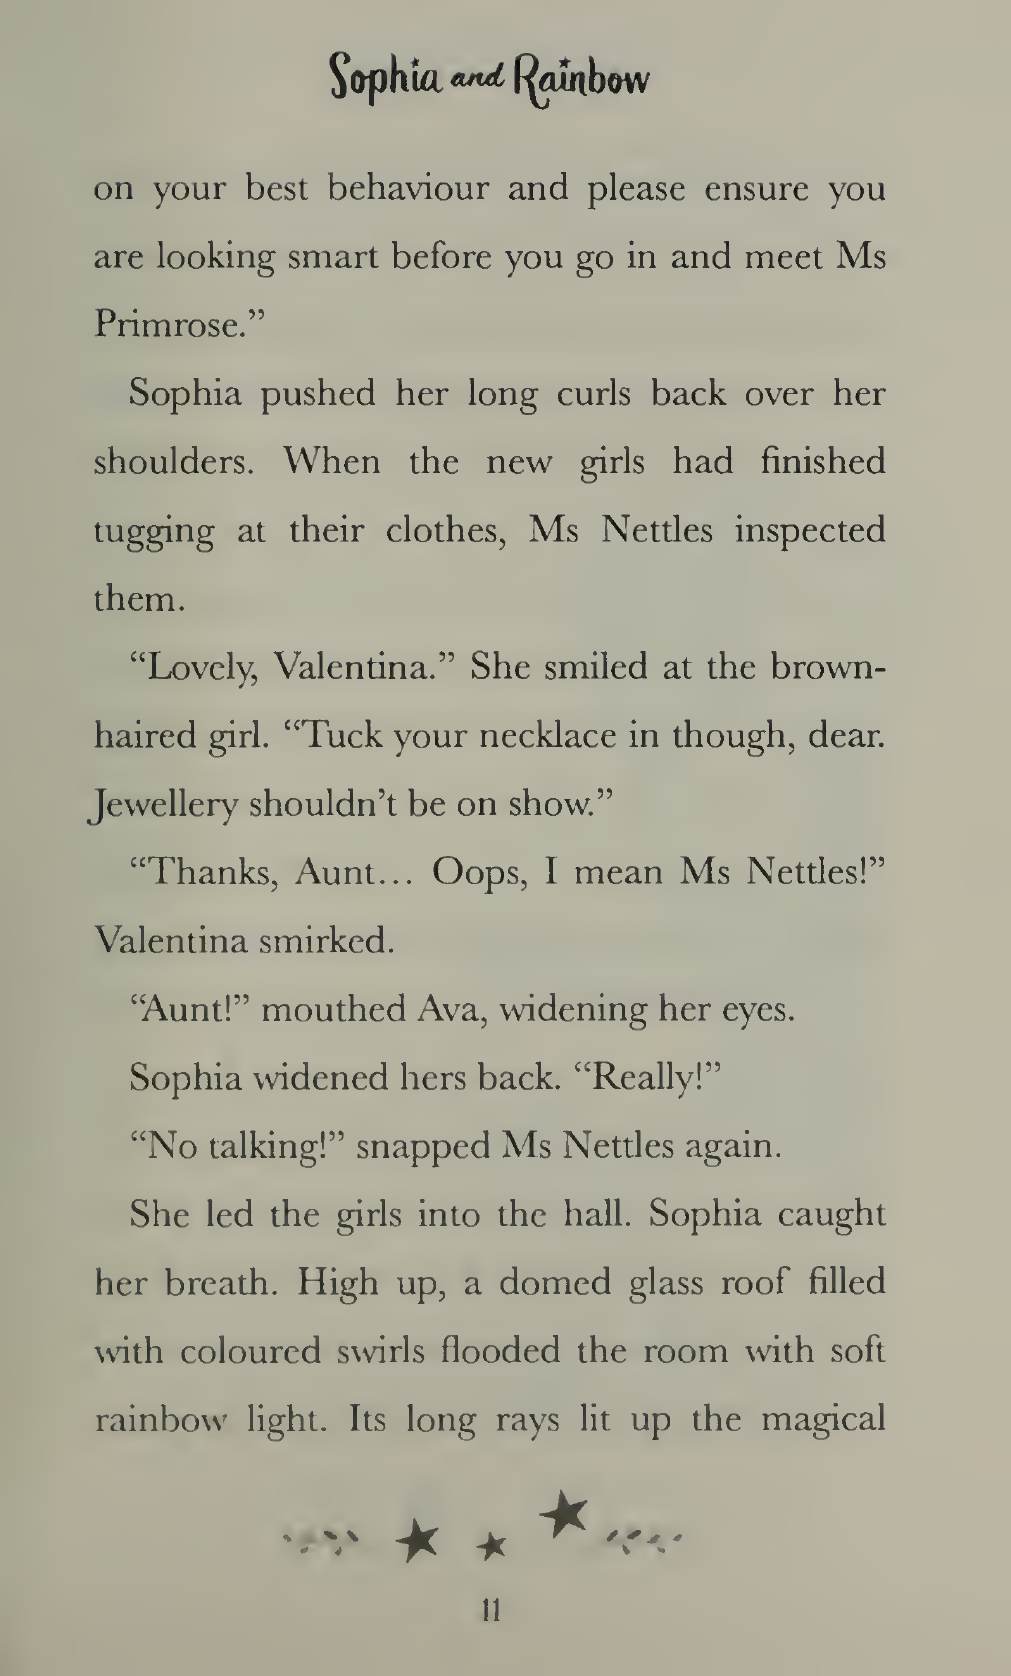 Sophia and Rainbow
on your best behaviour and please ensure you
are looking smart before you go in and meet Ms
Primrose.”
Sophia pushed her long curls back over her
shoulders. When the new girls had finished
tugging at their clothes, Ms Nettles inspected
them.
“Lovely, Valentina.” She smiled at the brown-
haired girl. “Tuck your necklace in though, dear.
Jewellery shouldn’t be on show.”
“Thanks, Aunt... Oops, I mean Ms Nettles!”
Valentina smirked.
“Aunt!” mouthed Ava, widening her eyes.
Sophia widened hers back. “Really!”
“No talking!” snapped Ms Nettles again.
She led the girls into the hall. Sophia caught
her breath. High up, a domed glass roof filled
with coloured swirls flooded the room with soft
rainbow light. Its long rays lit up the magical
11